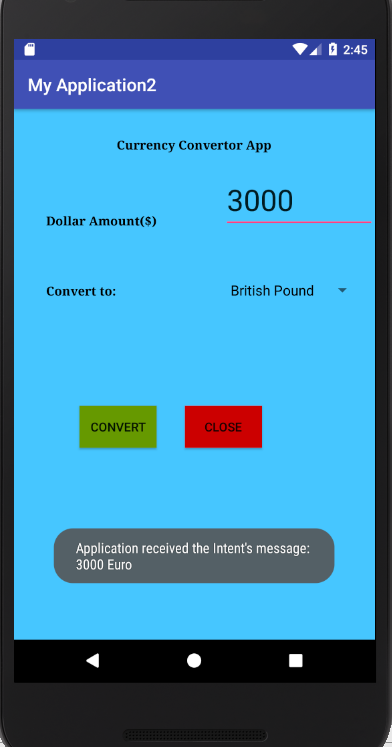 2:45
My Application2
Currency Convertor App
3000
Dollar Amount($)
Convert to:
British Pound
CONVERT
CLOSE
Application received the Intent's message:
3000 Euro